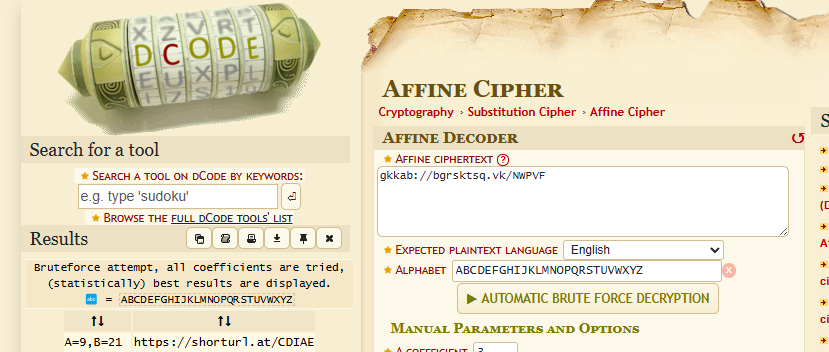 DCODE
Search for a tool
SEARCH A TOOL ON DCODE BY KEYWORDS:
e.g. type 'sudoku'
BROWSE THE FULL DCODE TOOLS' LIST
Results
Bruteforce attempt, all coefficients are tried,
(statistically) best results are displayed.
abc = ABCDEFGHIJKLMNOPQRSTUVWXYZ
↑↓ ↑↓
A=9,B=21 https://shorturl.at/CDIAE
AFFINE CIPHER
Cryptography › Substitution Cipher › Affine Cipher
AFFINE DECODER
AFFINE CIPHERTEXT ?
gkkab://bgrsktsq.vk/NWPVF
EXPECTED PLAINTEXT LANGUAGE English
ALPHABET ABCDEFGHIJKLMNOPQRSTUVWXYZ
▶ AUTOMATIC BRUTE FORCE DECRYPTION
MANUAL PARAMETERS AND OPTIONS
A COEFFICIENT 3
S
(D
A
ci
ci